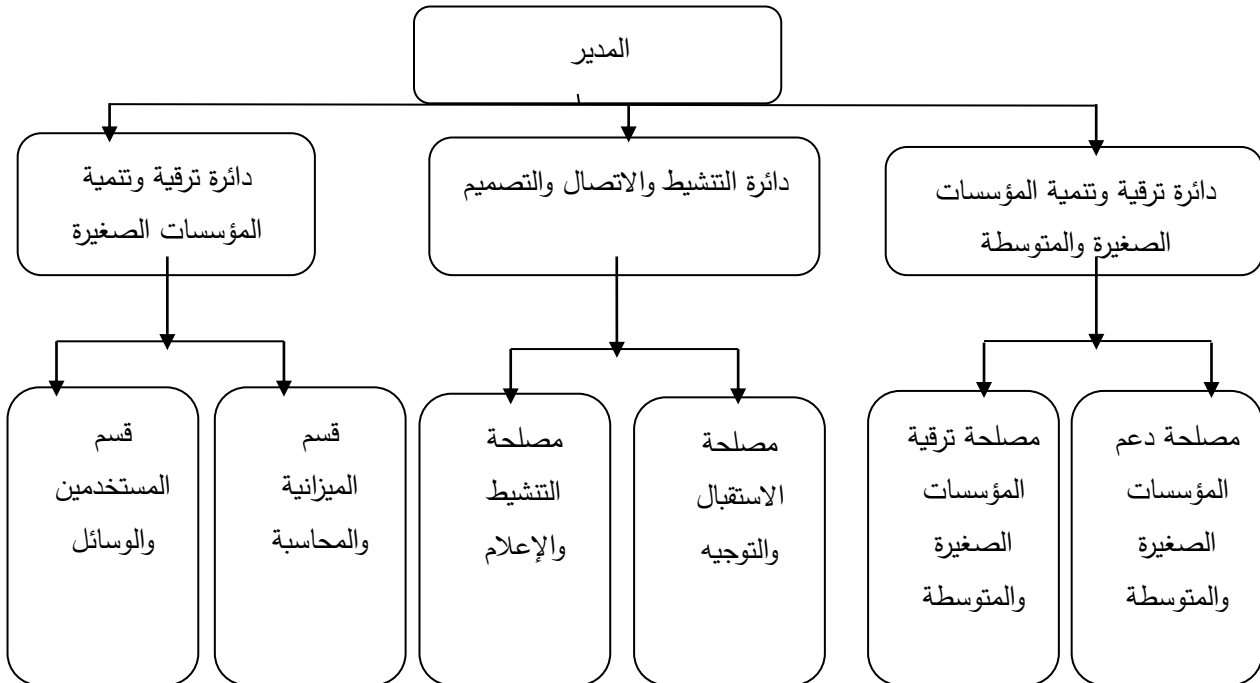 المدير
دائرة ترقية وتنمية المؤسسات
الصغيرة والمتوسطة
دائرة التنشيط والاتصال والتصميم
دائرة ترقية وتنمية
المؤسسات الصغيرة
مصلحة دعم
المؤسسات
الصغيرة
والمتوسطة
مصلحة ترقية
المؤسسات
الصغيرة
والمتوسطة
مصلحة
الاستقبال
والتوجيه
مصلحة
التنشيط
والإعلام
قسم
الميزانية
والمحاسبة
قسم
المستخدمين
والوسائل